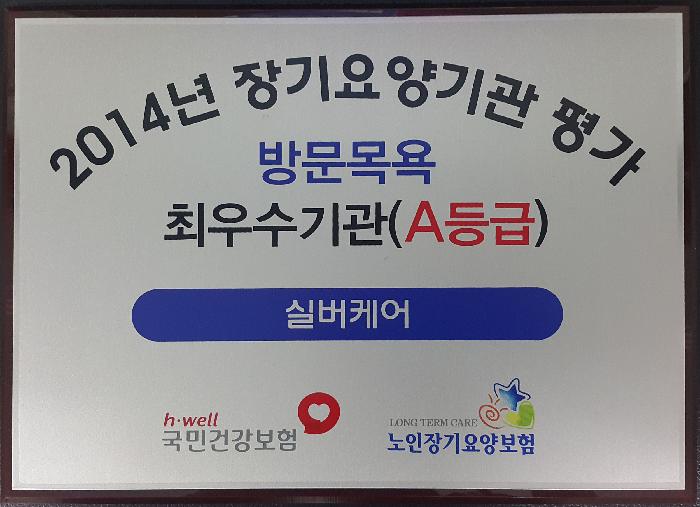 2014년 장기요양기관 평가
방문목욕
최우수기관(A등급)
실버케어
h·well
국민건강보험
LONG TERM CARE
노인장기요양보험